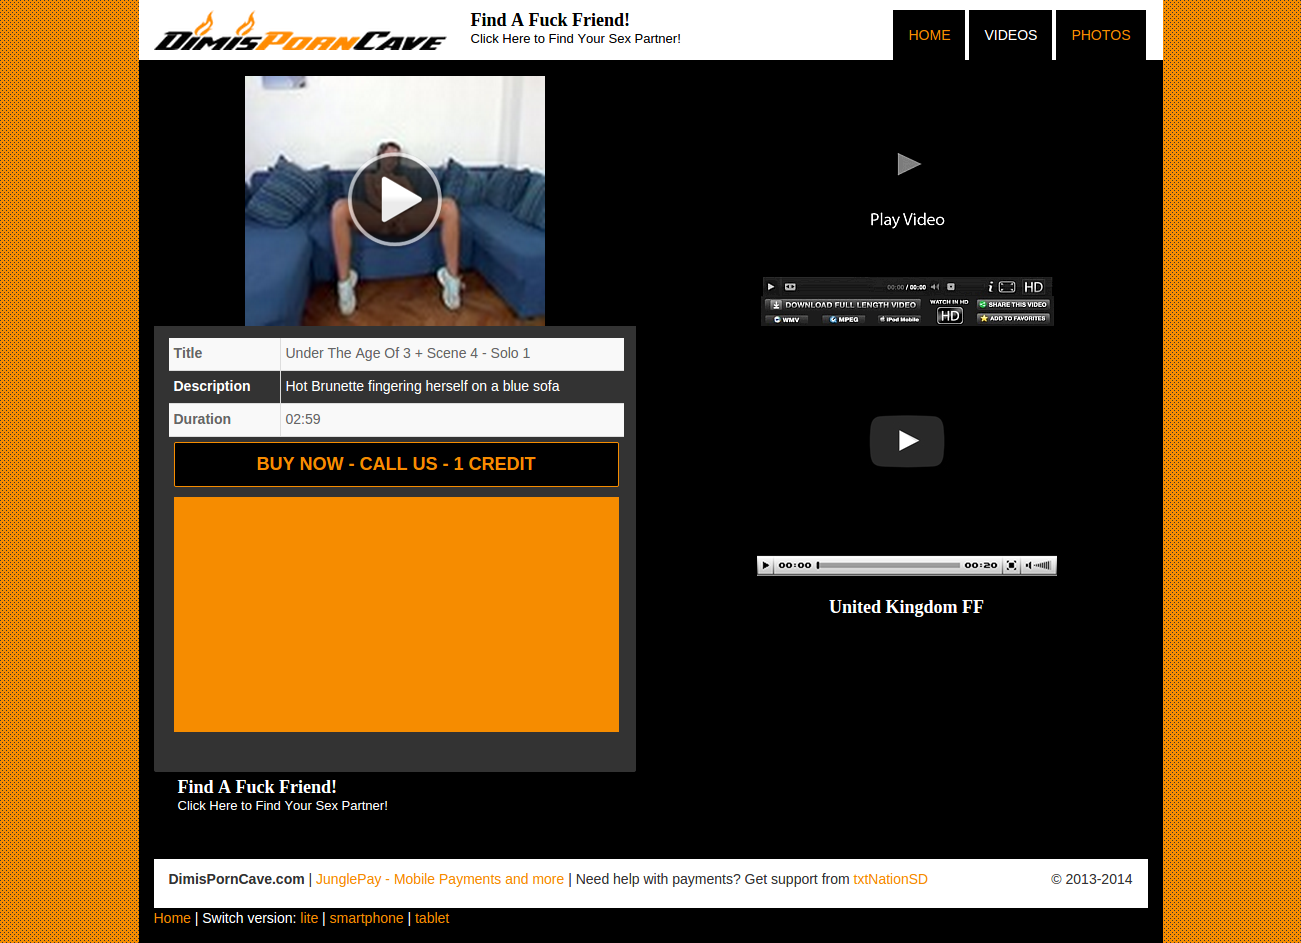 DimisPornCave
Find A Fuck Friend!
Click Here to Find Your Sex Partner!
HOME
VIDEOS
PHOTOS
Play Video
00:00 / 00:00
HD
DOWNLOAD FULL LENGTH VIDEO
WATCH IN HD
SHARE THIS VIDEO
WMV
MPEG
iPod Mobile
HD
ADD TO FAVORITES
Title Under The Age Of 3 + Scene 4 - Solo 1
Description Hot Brunette fingering herself on a blue sofa
Duration 02:59
BUY NOW - CALL US - 1 CREDIT
00:00 00:20
United Kingdom FF
Find A Fuck Friend!
Click Here to Find Your Sex Partner!
DimisPornCave.com | JunglePay - Mobile Payments and more | Need help with payments? Get support from txtNationSD © 2013-2014
Home | Switch version: lite | smartphone | tablet